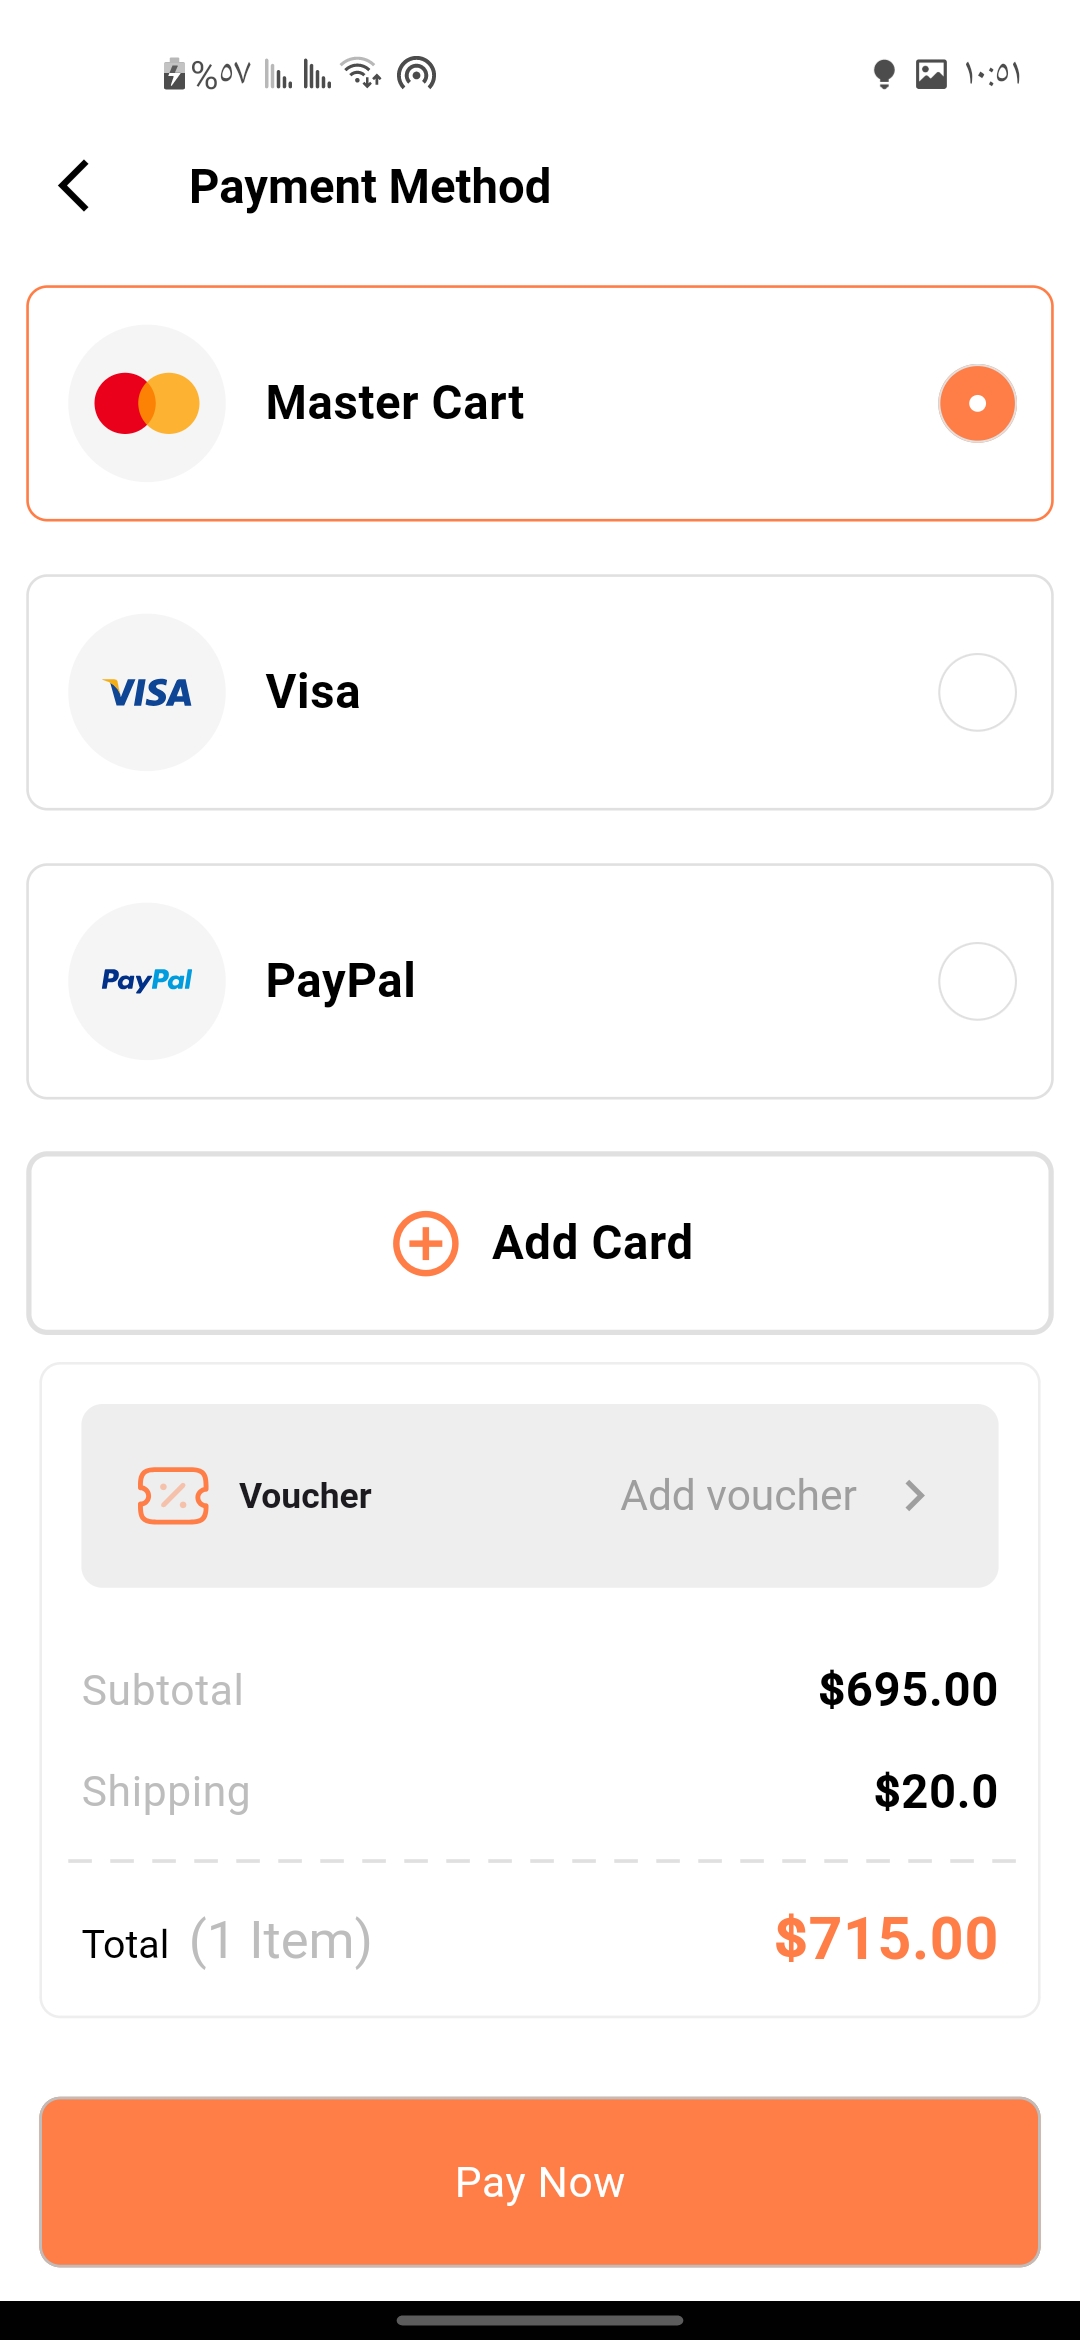 %٥٧ ١٠:٥١
Payment Method
Master Cart
VISA Visa
PayPal PayPal
Add Card
Voucher Add voucher
Subtotal $695.00
Shipping $20.0
Total (1 Item) $715.00
Pay Now